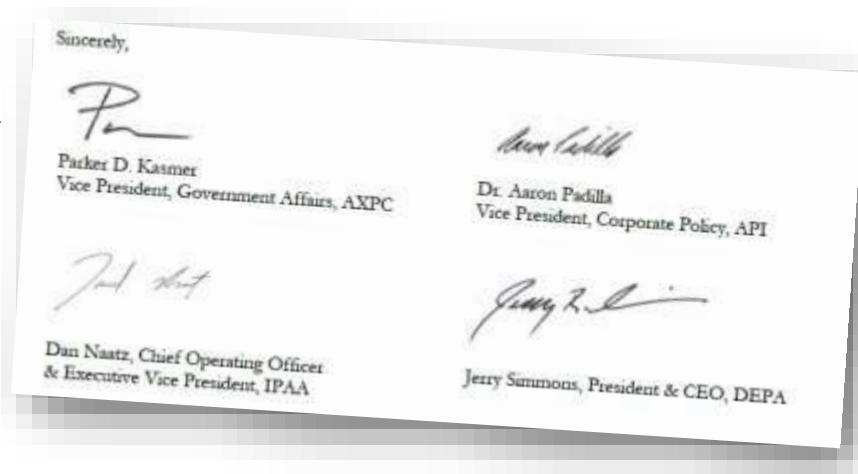 Sincerely,
Parker D. Kasmer
Vice President, Government Affairs, AXPC
Dr. Aaron Padilla
Vice President, Corporate Policy, API
Dan Naatz, Chief Operating Officer
& Executive Vice President, IPAA
Jerry Simmons, President & CEO, DEPA